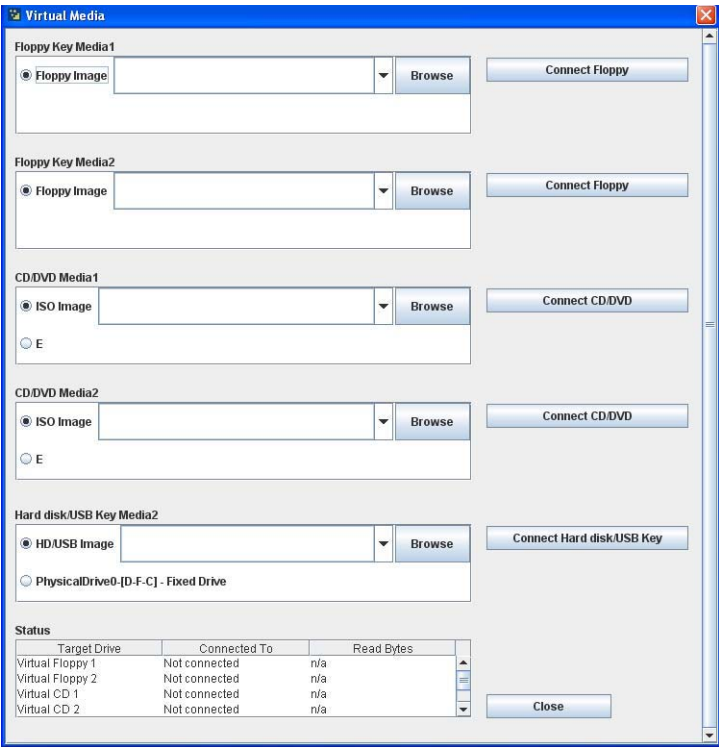 Virtual Media
Floppy Key Media1
Floppy Image Browse Connect Floppy
Floppy Key Media2
Floppy Image Browse Connect Floppy
CD/DVD Media1
ISO Image Browse Connect CD/DVD
E
CD/DVD Media2
ISO Image Browse Connect CD/DVD
E
Hard disk/USB Key Media2
HD/USB Image Browse Connect Hard disk/USB Key
PhysicalDrive0-[D-F-C] - Fixed Drive
Status
Target Drive Connected To Read Bytes
Virtual Floppy 1 Not connected n/a
Virtual Floppy 2 Not connected n/a
Virtual CD 1 Not connected n/a
Virtual CD 2 Not connected n/a
Close